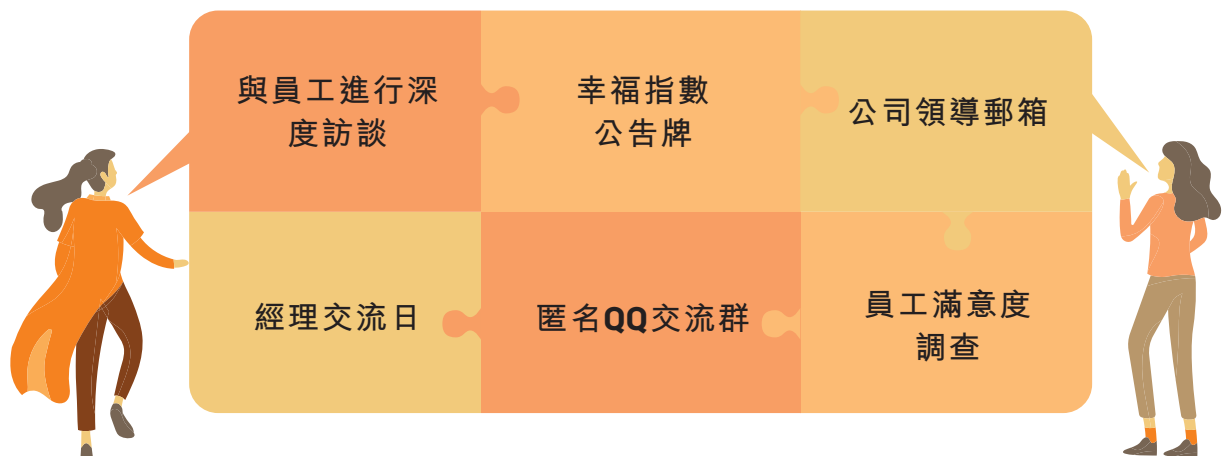 與員工進行深
度訪談
幸福指數
公告牌
公司領導郵箱
經理交流日
匿名QQ交流群
員工滿意度
調查